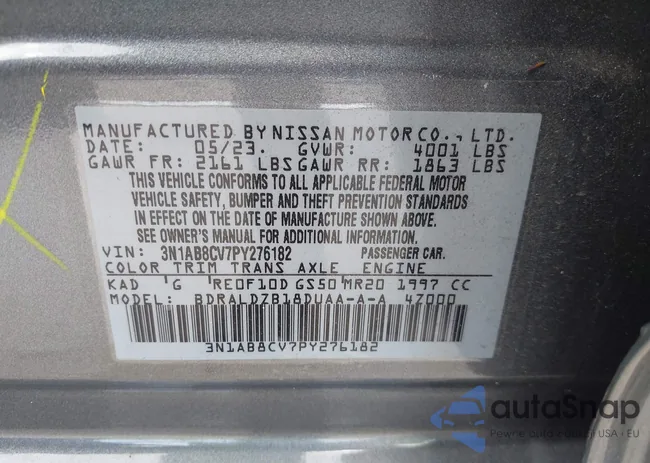 MANUFACTURED BY NISSAN MOTOR CO., LTD.
DATE: 05/23. GVWR: 4001 LBS
GAWR FR: 2161 LBS GAWR RR: 1863 LBS
THIS VEHICLE CONFORMS TO ALL APPLICABLE FEDERAL MOTOR
VEHICLE SAFETY, BUMPER AND THEFT PREVENTION STANDARDS
IN EFFECT ON THE DATE OF MANUFACTURE SHOWN ABOVE.
SEE OWNER'S MANUAL FOR ADDITIONAL INFORMATION.
VIN: 3N1AB8CV7PY276182 PASSENGER CAR.
COLOR TRIM TRANS AXLE ENGINE
KAD G RE0F10D GS50 MR20 1997 CC
MODEL: BDRALDZB18DUAA-A-A 47000
3N1AB8CV7PY276182
autoSnap
USA • EU